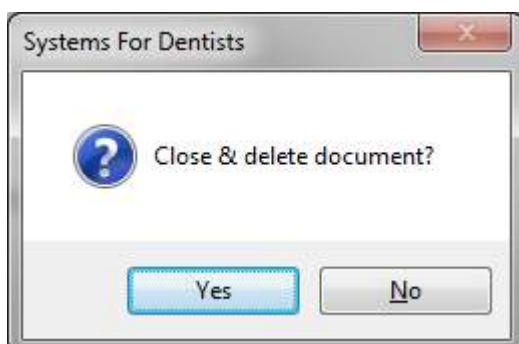 Systems For Dentists
Close & delete document?
Yes
No